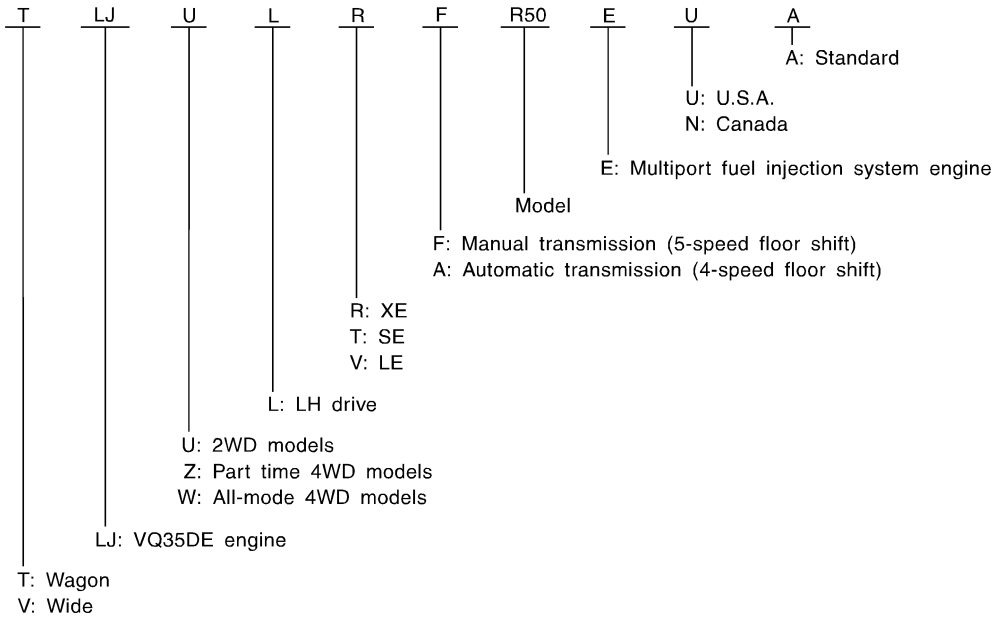 T LJ U L R F R50 E U A
A: Standard
U: U.S.A.
N: Canada
E: Multiport fuel injection system engine
Model
F: Manual transmission (5-speed floor shift)
A: Automatic transmission (4-speed floor shift)
R: XE
T: SE
V: LE
L: LH drive
U: 2WD models
Z: Part time 4WD models
W: All-mode 4WD models
LJ: VQ35DE engine
T: Wagon
V: Wide